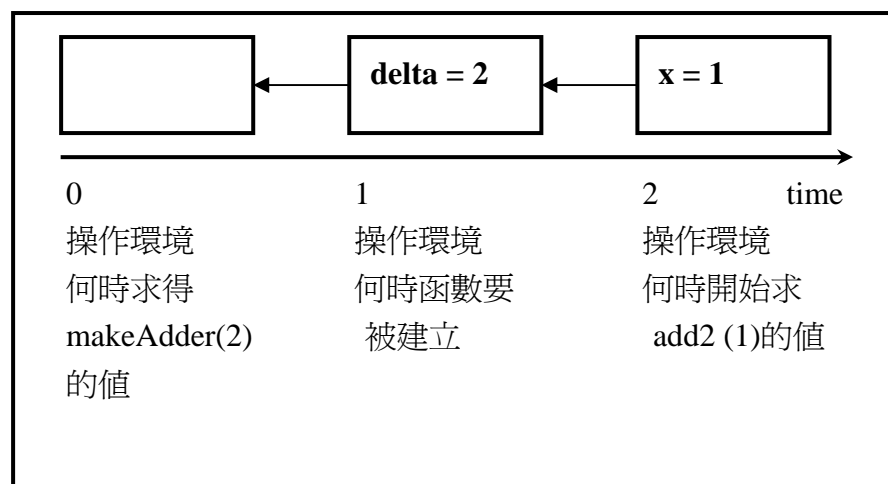 delta = 2
x = 1
0
操作環境
何時求得
makeAdder(2)
的值
1
操作環境
何時函數要
被建立
2
操作環境
何時開始求
add2 (1)的值
time